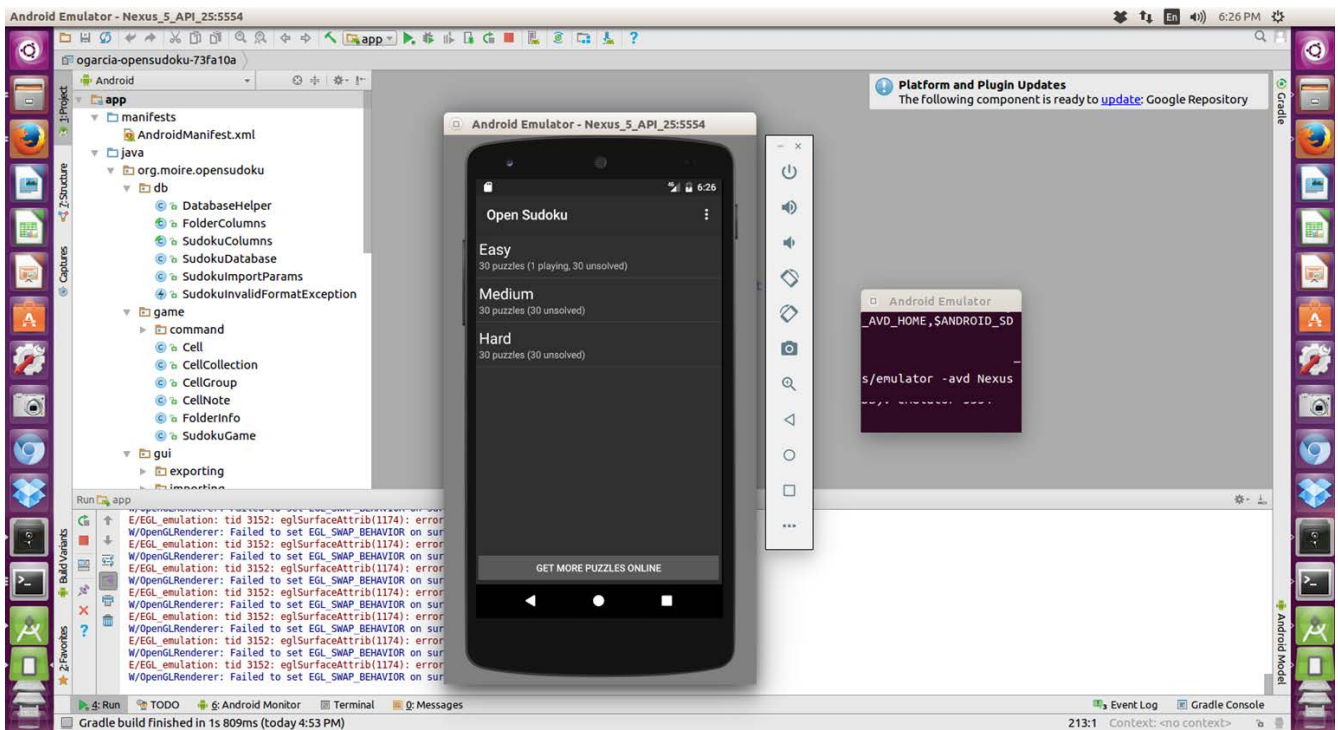 Android Emulator - Nexus_5_API_25:5554
En
6:26 PM
app
ogarcia-opensudoku-73fa10a
Android
1: Project
Z: Structure
Captures
Build Variants
2: Favorites
app
manifests
AndroidManifest.xml
java
org.moire.opensudoku
db
DatabaseHelper
FolderColumns
SudokuColumns
SudokuDatabase
SudokuImportParams
SudokuInvalidFormatException
game
command
Cell
CellCollection
CellGroup
CellNote
FolderInfo
SudokuGame
gui
exporting
importing
Platform and Plugin Updates
The following component is ready to update: Google Repository
Gradle
Android Model
Android Emulator - Nexus_5_API_25:5554
6:26
Open Sudoku
Easy
30 puzzles (1 playing, 30 unsolved)
Medium
30 puzzles (30 unsolved)
Hard
30 puzzles (30 unsolved)
GET MORE PUZZLES ONLINE
Android Emulator
_AVD_HOME,$ANDROID_SD
s/emulator -avd Nexus
Run app
W/OpenGLRenderer: Failed to set EGL_SWAP_BEHAVIOR on sur
E/EGL_emulation: tid 3152: eglSurfaceAttrib(1174): error
W/OpenGLRenderer: Failed to set EGL_SWAP_BEHAVIOR on sur
E/EGL_emulation: tid 3152: eglSurfaceAttrib(1174): error
W/OpenGLRenderer: Failed to set EGL_SWAP_BEHAVIOR on sur
E/EGL_emulation: tid 3152: eglSurfaceAttrib(1174): error
W/OpenGLRenderer: Failed to set EGL_SWAP_BEHAVIOR on sur
E/EGL_emulation: tid 3152: eglSurfaceAttrib(1174): error
W/OpenGLRenderer: Failed to set EGL_SWAP_BEHAVIOR on sur
E/EGL_emulation: tid 3152: eglSurfaceAttrib(1174): error
W/OpenGLRenderer: Failed to set EGL_SWAP_BEHAVIOR on sur
E/EGL_emulation: tid 3152: eglSurfaceAttrib(1174): error
W/OpenGLRenderer: Failed to set EGL_SWAP_BEHAVIOR on sur
E/EGL_emulation: tid 3152: eglSurfaceAttrib(1174): error
W/OpenGLRenderer: Failed to set EGL_SWAP_BEHAVIOR on sur
4: Run
TODO
6: Android Monitor
Terminal
0: Messages
3 Event Log
Gradle Console
Gradle build finished in 1s 809ms (today 4:53 PM)
213:1
Context: <no context>